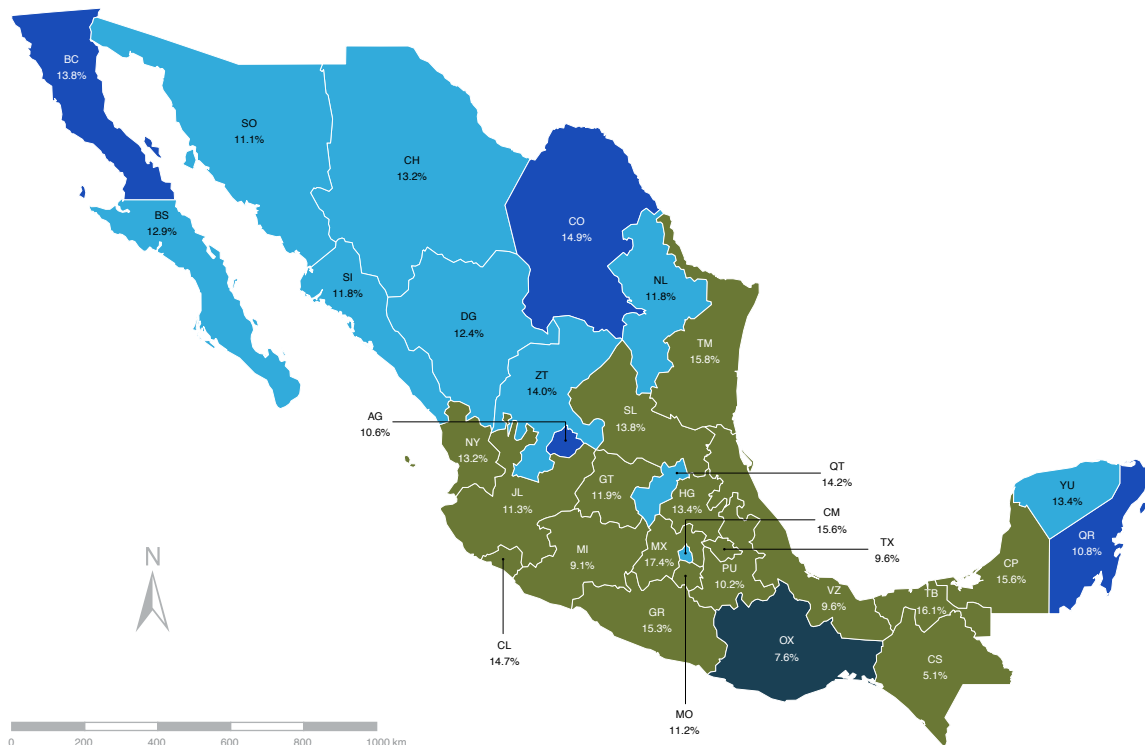 BC
13.8%
SO
11.1%
CH
13.2%
BS
12.9%
CO
14.9%
SI
11.8%
NL
11.8%
DG
12.4%
TM
15.8%
ZT
14.0%
AG
10.6%
SL
13.8%
NY
13.2%
QT
14.2%
GT
11.9%
JL
11.3%
HG
13.4%
CM
15.6%
YU
13.4%
QR
10.8%
TX
9.6%
MI
9.1%
MX
17.4%
PU
10.2%
CP
15.6%
VZ
9.6%
TB
16.1%
GR
15.3%
OX
7.6%
CS
5.1%
CL
14.7%
MO
11.2%
N
0 200 400 600 800 1000 km